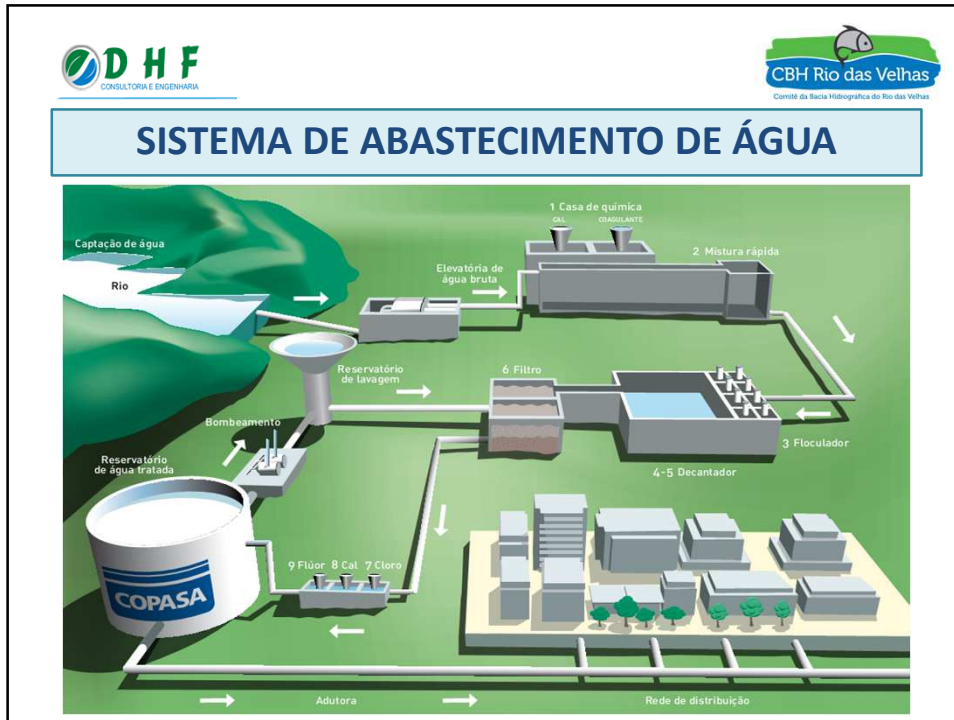 DHF
CONSULTORIA E ENGENHARIA
CBH Rio das Velhas
Comitê da Bacia Hidrográfica do Rio das Velhas
SISTEMA DE ABASTECIMENTO DE ÁGUA
1 Casa de química
CAL
COAGULANTE
2 Mistura rápida
Captação de água
Rio
Elevatória de
água bruta
Reservatório
de lavagem
6 Filtro
3 Floculador
4-5 Decantador
Bombeamento
Reservatório
de água tratada
9 Flúor 8 Cal 7 Cloro
COPASA
Adutora
Rede de distribuição